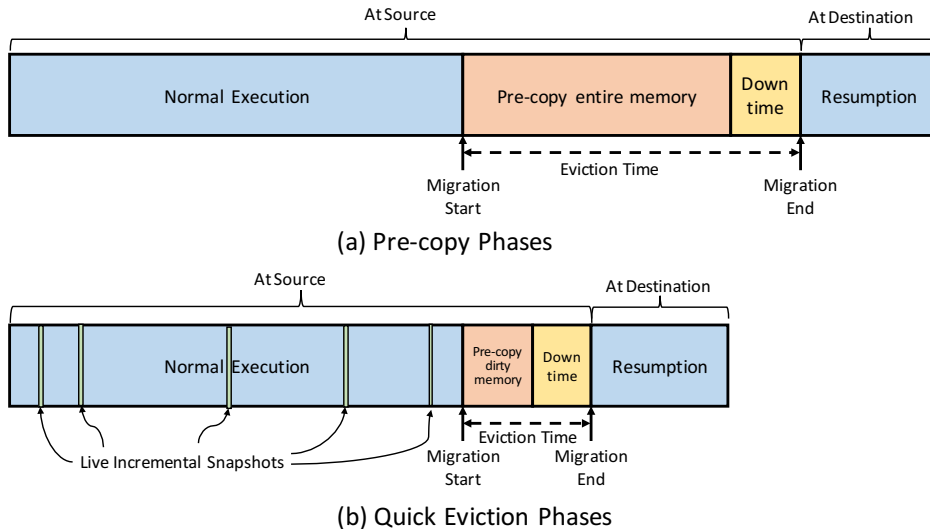 At Source
At Destination
Normal Execution
Pre-copy entire memory
Down
time
Resumption
Eviction Time
Migration
Start
Migration
End
(a) Pre-copy Phases
At Source
At Destination
Normal Execution
Pre-copy
dirty
memory
Down
time
Resumption
Eviction Time
Live Incremental Snapshots
Migration
Start
Migration
End
(b) Quick Eviction Phases